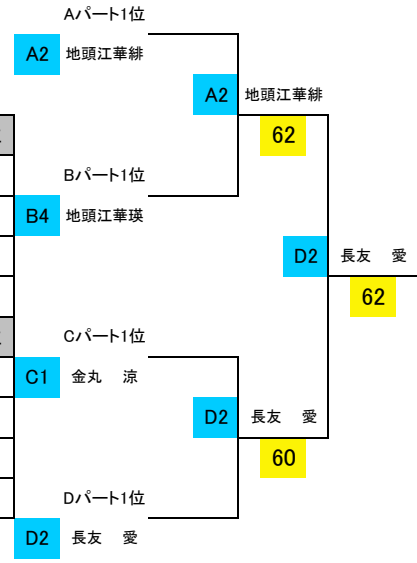 Aパート1位
A2 地頭江華緋
A2 地頭江華緋
62
Bパート1位
B4 地頭江華瑛
D2 長友 愛
62
Cパート1位
C1 金丸 涼
D2 長友 愛
60
Dパート1位
D2 長友 愛